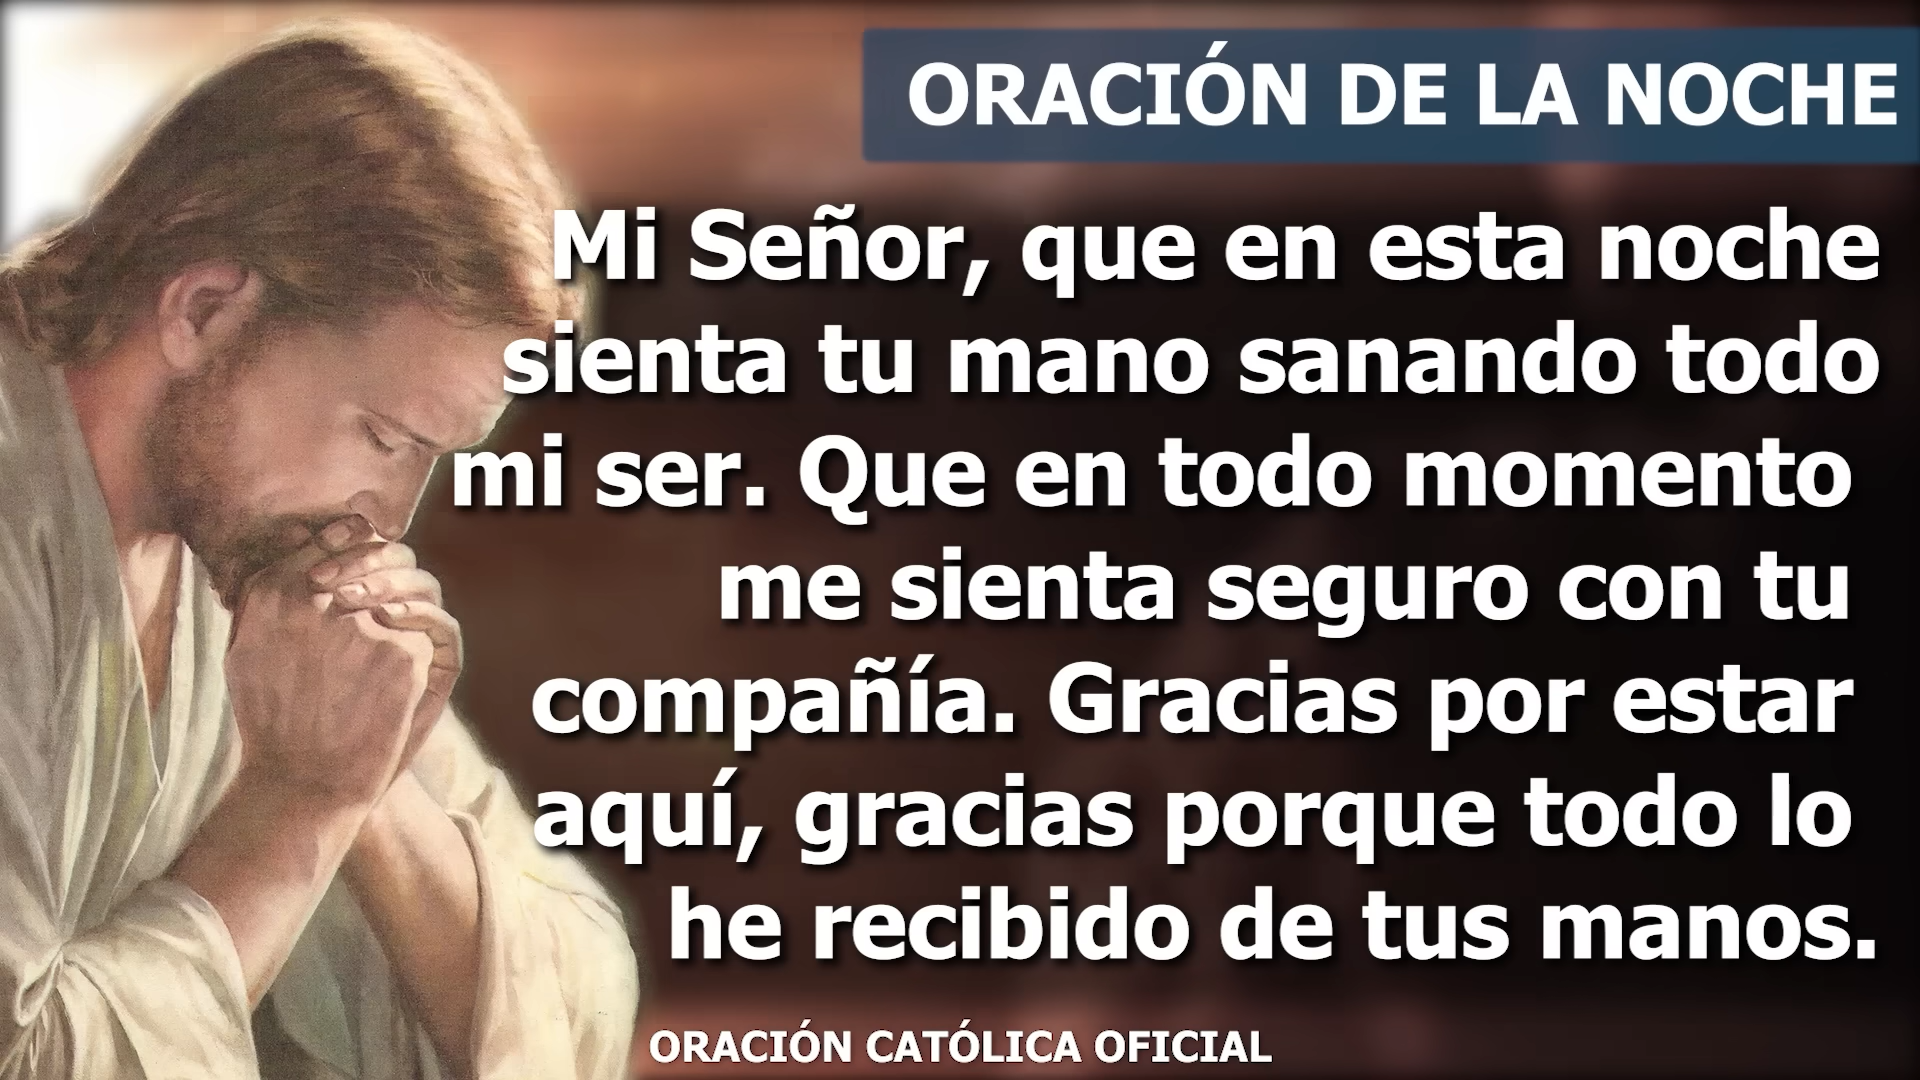 ORACIÓN DE LA NOCHE
Mi Señor, que en esta noche
sienta tu mano sanando todo
mi ser. Que en todo momento
me sienta seguro con tu
compañía. Gracias por estar
aquí, gracias porque todo lo
he recibido de tus manos.
ORACIÓN CATÓLICA OFICIAL